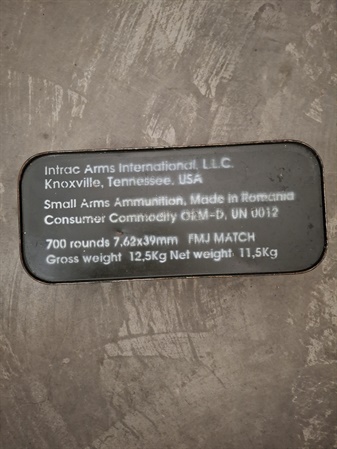 Intrac Arms International, L.L.C.
Knoxville, Tennessee, USA
Small Arms Ammunition, Made in Romania
Consumer Commodity ORM-D, UN 0012
700 rounds 7,62x39mm FMJ MATCH
Gross weight 12,5Kg Net weight 11,5Kg